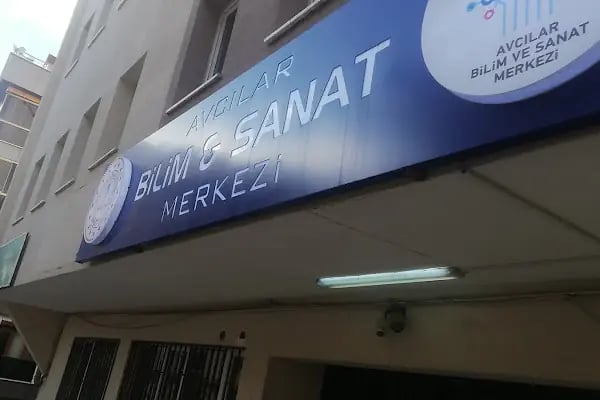 AVCILAR
BİLİM & SANAT
MERKEZİ
AVCILAR
BİLİM VE SANAT
MERKEZİ